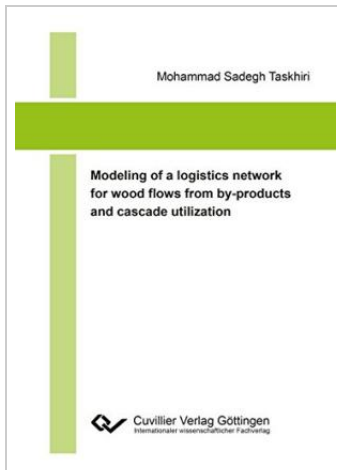 Mohammad Sadegh Taskhiri
Modeling of a logistics network
for wood flows from by-products
and cascade utilization
Cuvillier Verlag Göttingen
Internationaler wissenschaftlicher Fachverlag